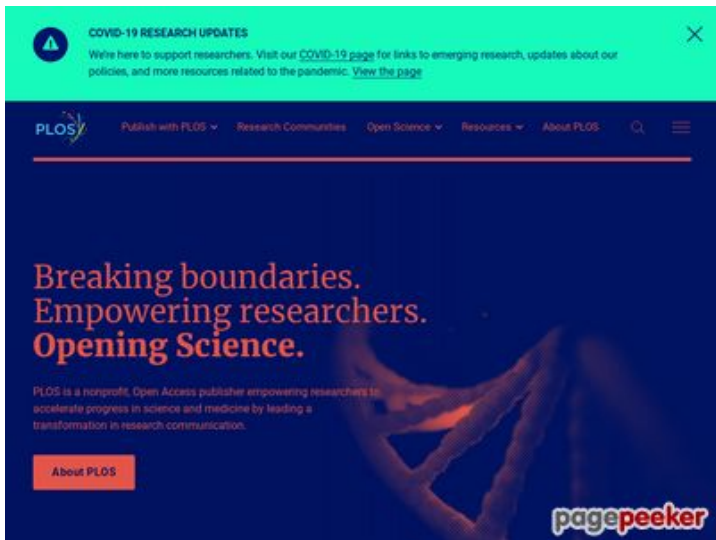 COVID-19 RESEARCH UPDATES
We're here to support researchers. Visit our COVID-19 page for links to emerging research, updates about our
policies, and more resources related to the pandemic. View the page
PLOS
Publish with PLOS Research Communities Open Science Resources About PLOS
Breaking boundaries.
Empowering researchers.
Opening Science.
PLOS is a nonprofit, Open Access publisher empowering researchers to
accelerate progress in science and medicine by leading a
transformation in research communication.
About PLOS
pagepeeker